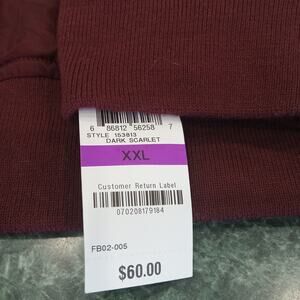 6 86812 56258 7
STYLE 153813
DARK SCARLET
XXL
Customer Return Label
070208179184
FB02-005
$60.00